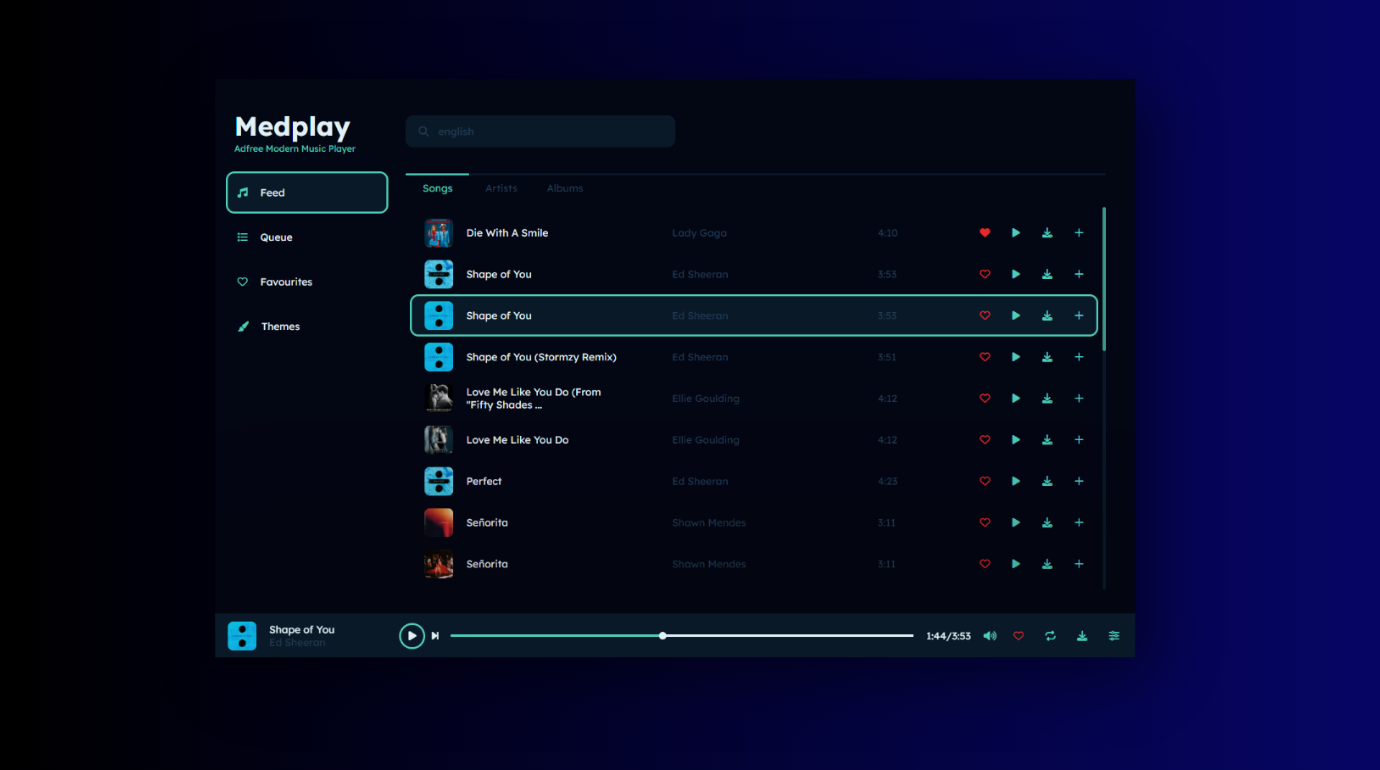 Medplay
Adfree Modern Music Player
english
Feed
Queue
Favourites
Themes
Songs Artists Albums
Die With A Smile Lady Gaga 4:10
Shape of You Ed Sheeran 3:53
Shape of You Ed Sheeran 3:53
Shape of You (Stormzy Remix) Ed Sheeran 3:51
Love Me Like You Do (From
"Fifty Shades ... Ellie Goulding 4:12
Love Me Like You Do Ellie Goulding 4:12
Perfect Ed Sheeran 4:23
Señorita Shawn Mendes 3:11
Señorita Shawn Mendes 3:11
Shape of You
Ed Sheeran
1:44/3:53